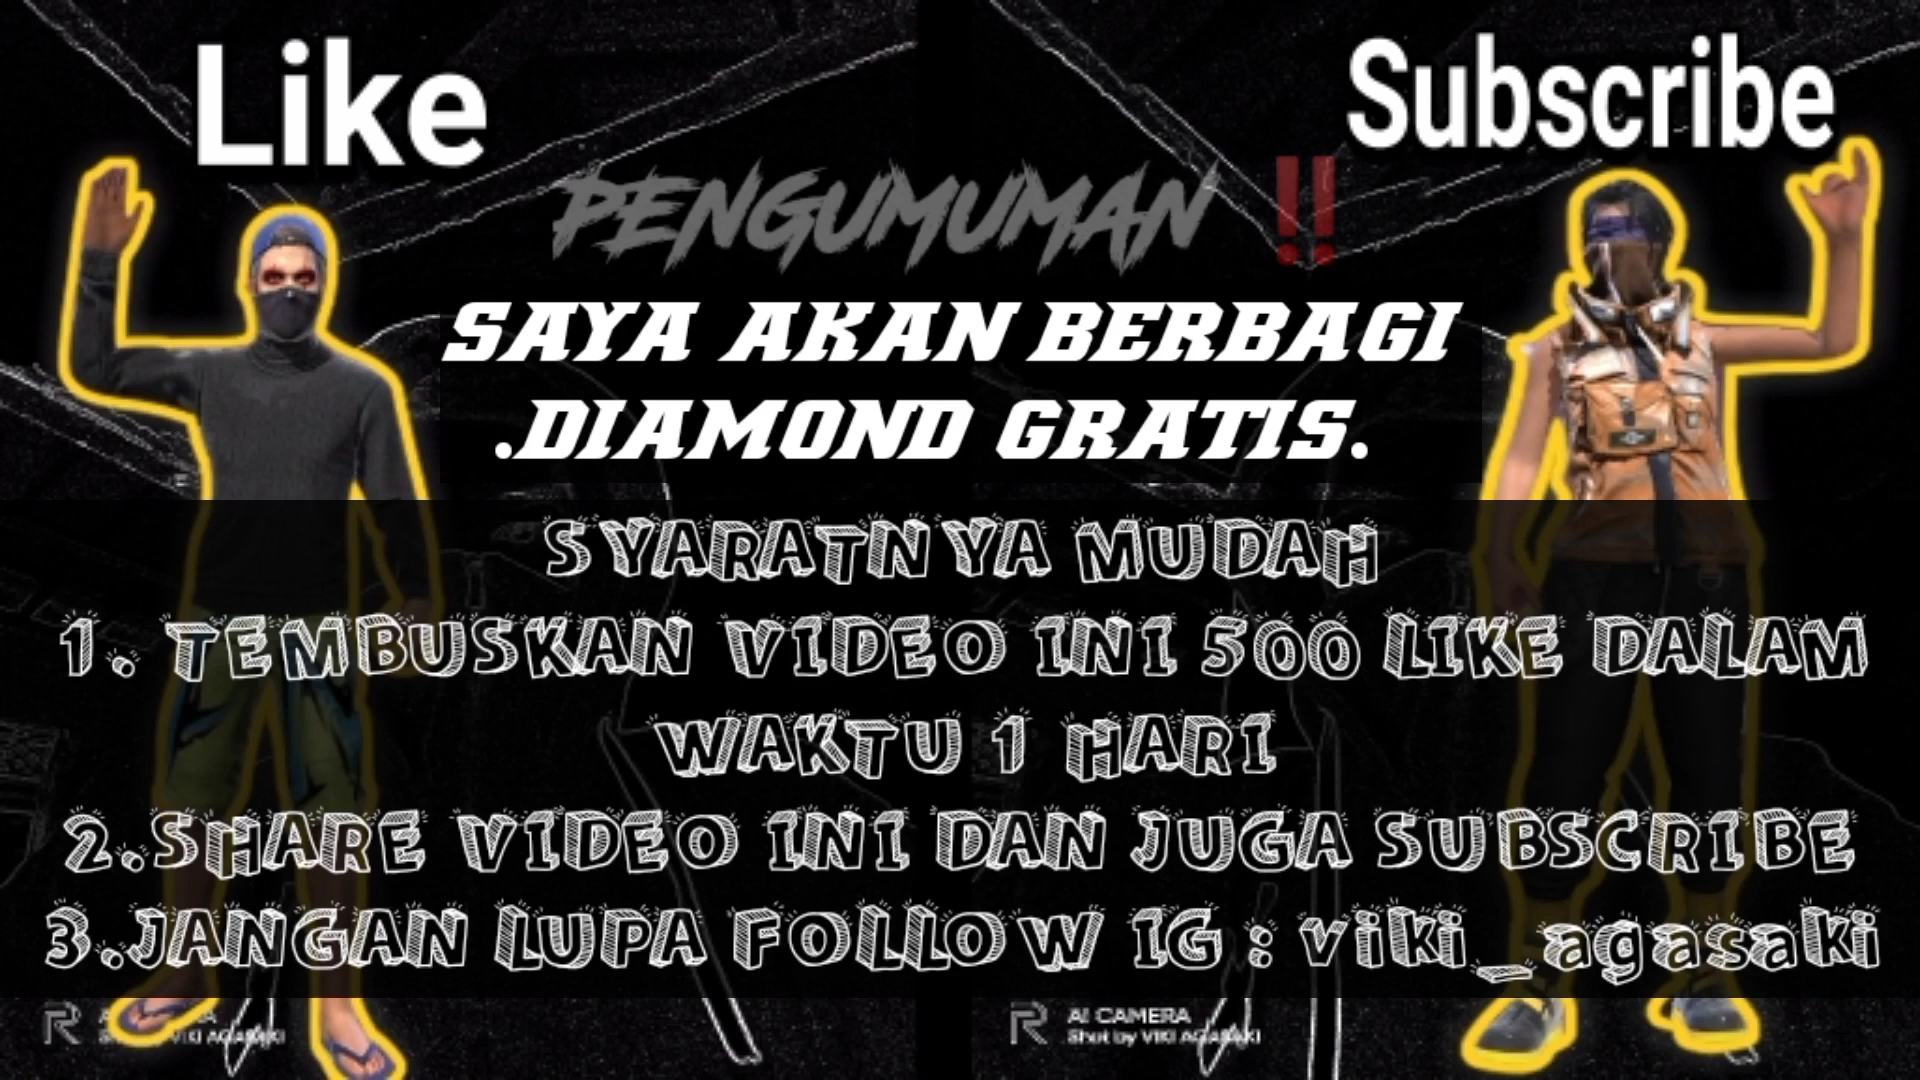 Like
Subscribe
PENGUMUMAN ‼
SAYA AKAN BERBAGI
.DIAMOND GRATIS.
SYARATNYA MUDAH
1. TEMBUSKAN VIDEO INI 500 LIKE DALAM
WAKTU 1 HARI
2.SHARE VIDEO INI DAN JUGA SUBSCRIBE
3.JANGAN LUPA FOLLOW IG : viki_agasaki
R AI CAMERA
Shot by VIKI AGASAKI